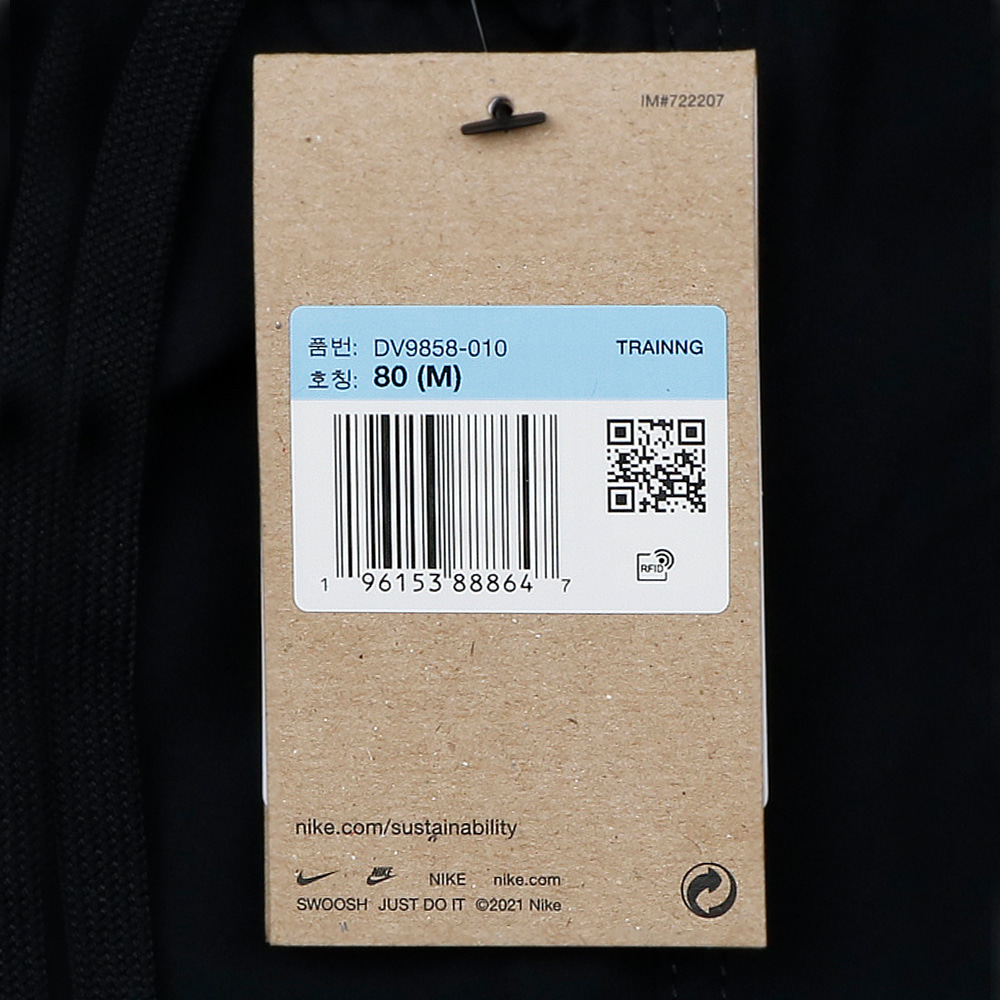 IM#722207
품번: DV9858-010 TRAINNG
호칭: 80 (M)
1 96153 88864 7
RFID
nike.com/sustainability
NIKE NIKE nike.com
SWOOSH JUST DO IT ©2021 Nike